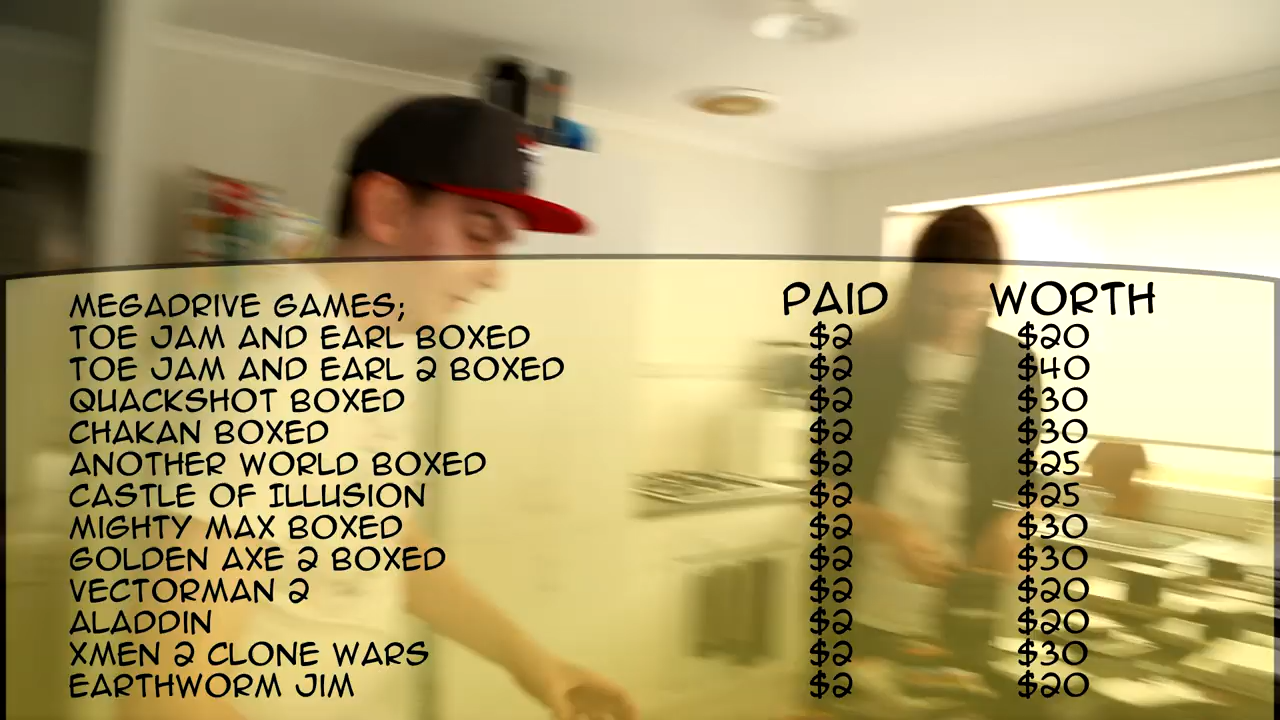 MEGADRIVE GAMES; PAID WORTH
TOE JAM AND EARL BOXED $2 $20
TOE JAM AND EARL 2 BOXED $2 $40
QUACKSHOT BOXED $2 $30
CHAKAN BOXED $2 $30
ANOTHER WORLD BOXED $2 $25
CASTLE OF ILLUSION $2 $25
MIGHTY MAX BOXED $2 $30
GOLDEN AXE 2 BOXED $2 $30
VECTORMAN 2 $2 $20
ALADDIN $2 $20
XMEN 2 CLONE WARS $2 $30
EARTHWORM JIM $2 $20